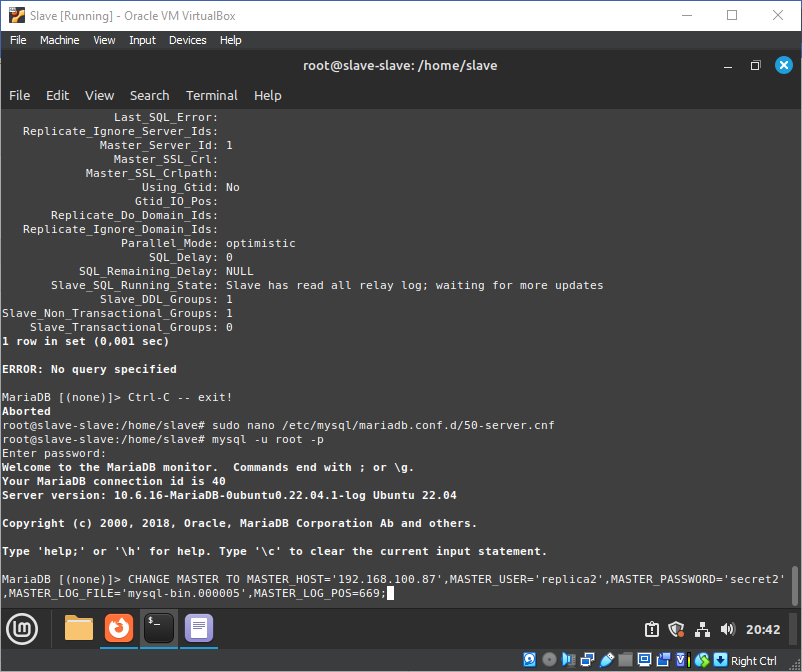 Slave [Running] - Oracle VM VirtualBox
File Machine View Input Devices Help
root@slave-slave: /home/slave
File Edit View Search Terminal Help
Last_SQL_Error:
Replicate_Ignore_Server_Ids:
Master_Server_Id: 1
Master_SSL_Crl:
Master_SSL_Crlpath:
Using_Gtid: No
Gtid_IO_Pos:
Replicate_Do_Domain_Ids:
Replicate_Ignore_Domain_Ids:
Parallel_Mode: optimistic
SQL_Delay: 0
SQL_Remaining_Delay: NULL
Slave_SQL_Running_State: Slave has read all relay log; waiting for more updates
Slave_DDL_Groups: 1
Slave_Non_Transactional_Groups: 1
Slave_Transactional_Groups: 0
1 row in set (0,001 sec)
ERROR: No query specified
MariaDB [(none)]> Ctrl-C -- exit!
Aborted
root@slave-slave:/home/slave# sudo nano /etc/mysql/mariadb.conf.d/50-server.cnf
root@slave-slave:/home/slave# mysql -u root -p
Enter password:
Welcome to the MariaDB monitor.  Commands end with ; or \g.
Your MariaDB connection id is 40
Server version: 10.6.16-MariaDB-0ubuntu0.22.04.1-log Ubuntu 22.04
Copyright (c) 2000, 2018, Oracle, MariaDB Corporation Ab and others.
Type 'help;' or '\h' for help. Type '\c' to clear the current input statement.
MariaDB [(none)]> CHANGE MASTER TO MASTER_HOST='192.168.100.87',MASTER_USER='replica2',MASTER_PASSWORD='secret2'
,MASTER_LOG_FILE='mysql-bin.000005',MASTER_LOG_POS=669;
$_
20:42
Right Ctrl